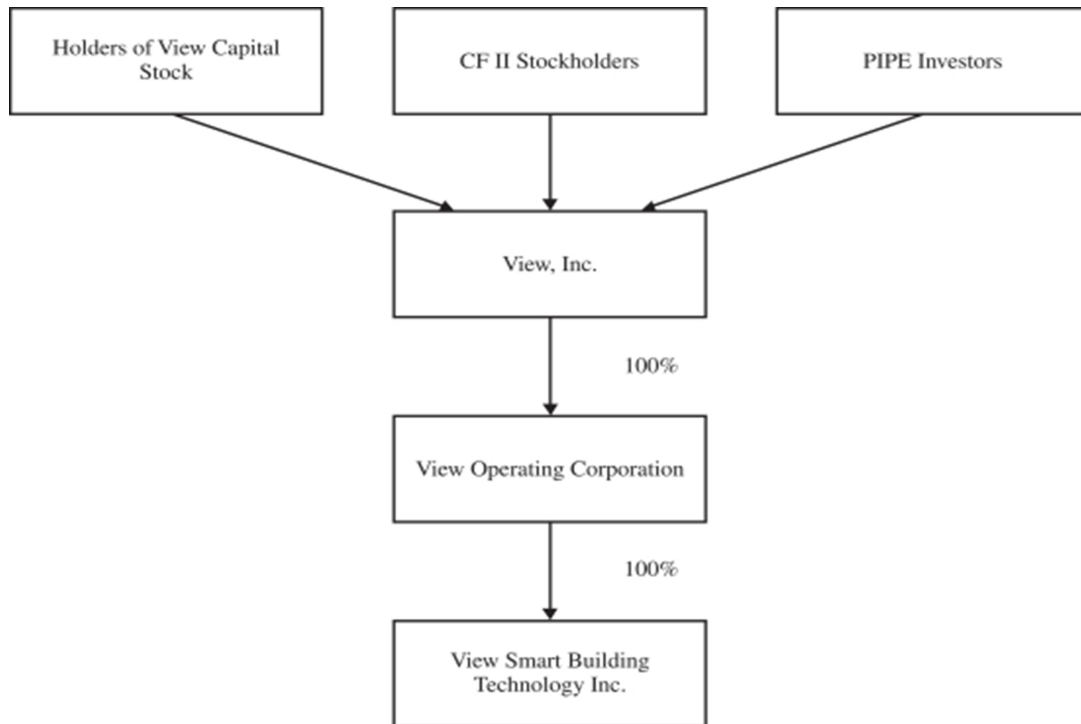 Holders of View Capital
Stock
CF II Stockholders
PIPE Investors
View, Inc.
100%
View Operating Corporation
100%
View Smart Building
Technology Inc.